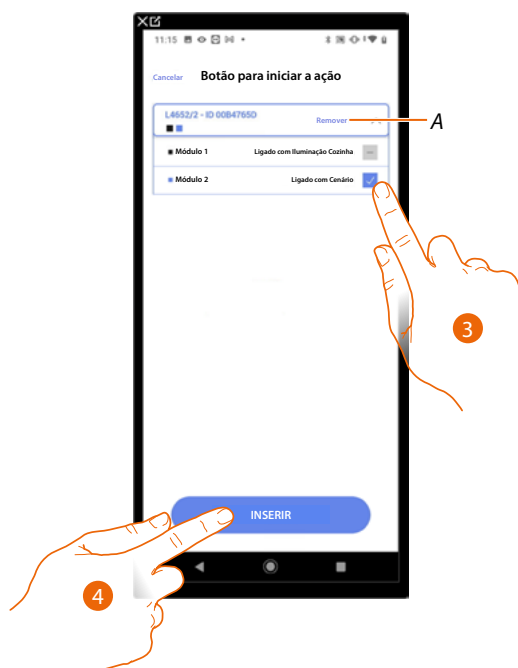 11:15
Cancelar Botão para iniciar a ação
L4652/2 - ID 00B4765D Remover A
Módulo 1 Ligado com Iluminação Cozinha
Módulo 2 Ligado com Cenário
3
INSERIR
4